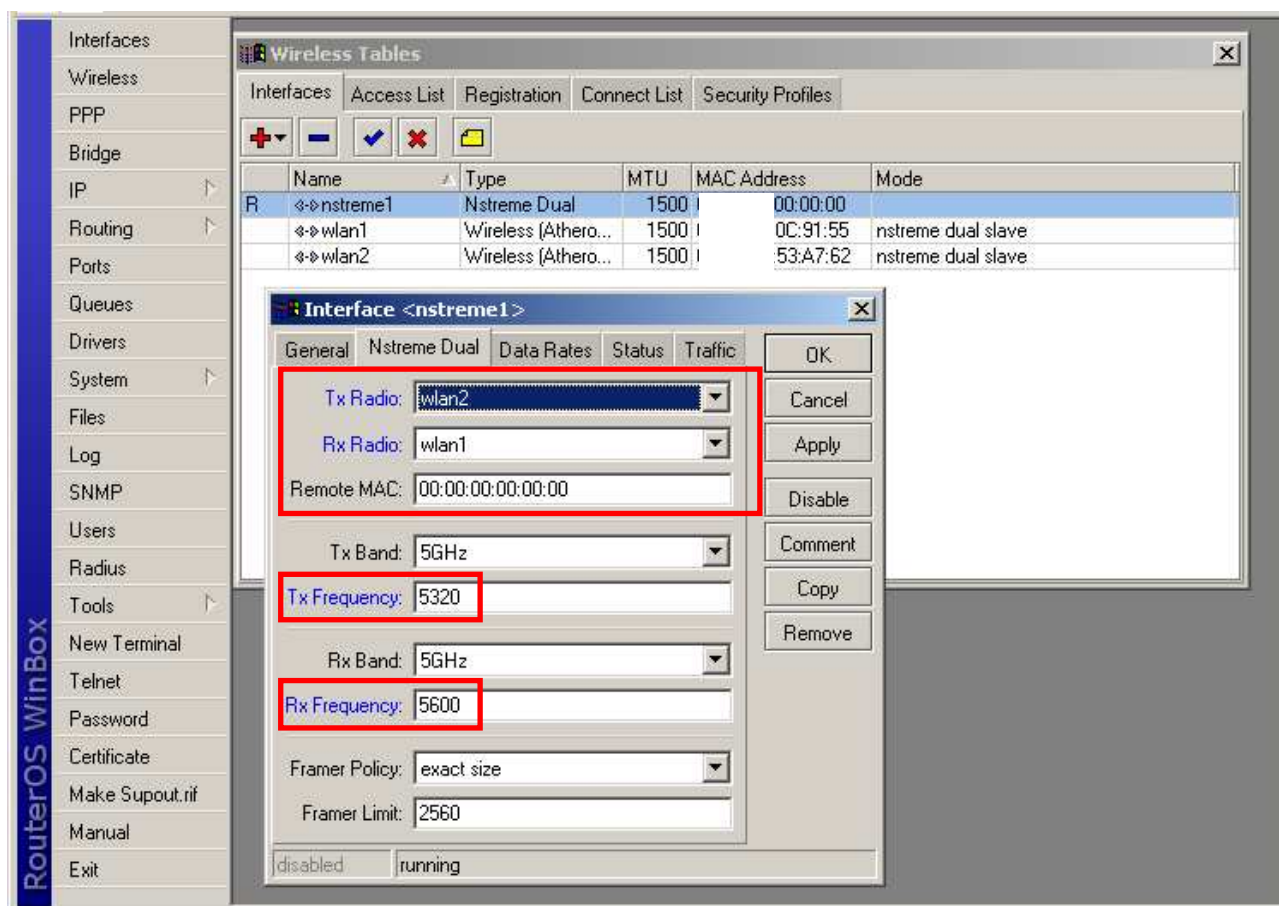 RouterOS WinBox
Interfaces
Wireless
PPP
Bridge
IP
Routing
Ports
Queues
Drivers
System
Files
Log
SNMP
Users
Radius
Tools
New Terminal
Telnet
Password
Certificate
Make Supout.rif
Manual
Exit
Wireless Tables
Interfaces Access List Registration Connect List Security Profiles
Name Type MTU MAC Address Mode
R nstreme1 Nstreme Dual 1500 00:00:00
wlan1 Wireless (Athero... 1500 0C:91:55 nstreme dual slave
wlan2 Wireless (Athero... 1500 :53:A7:62 nstreme dual slave
Interface <nstreme1>
General Nstreme Dual Data Rates Status Traffic
Tx Radio: wlan2
Rx Radio: wlan1
Remote MAC: 00:00:00:00:00:00
Tx Band: 5GHz
Tx Frequency: 5320
Rx Band: 5GHz
Rx Frequency: 5600
Framer Policy: exact size
Framer Limit: 2560
OK
Cancel
Apply
Disable
Comment
Copy
Remove
disabled running